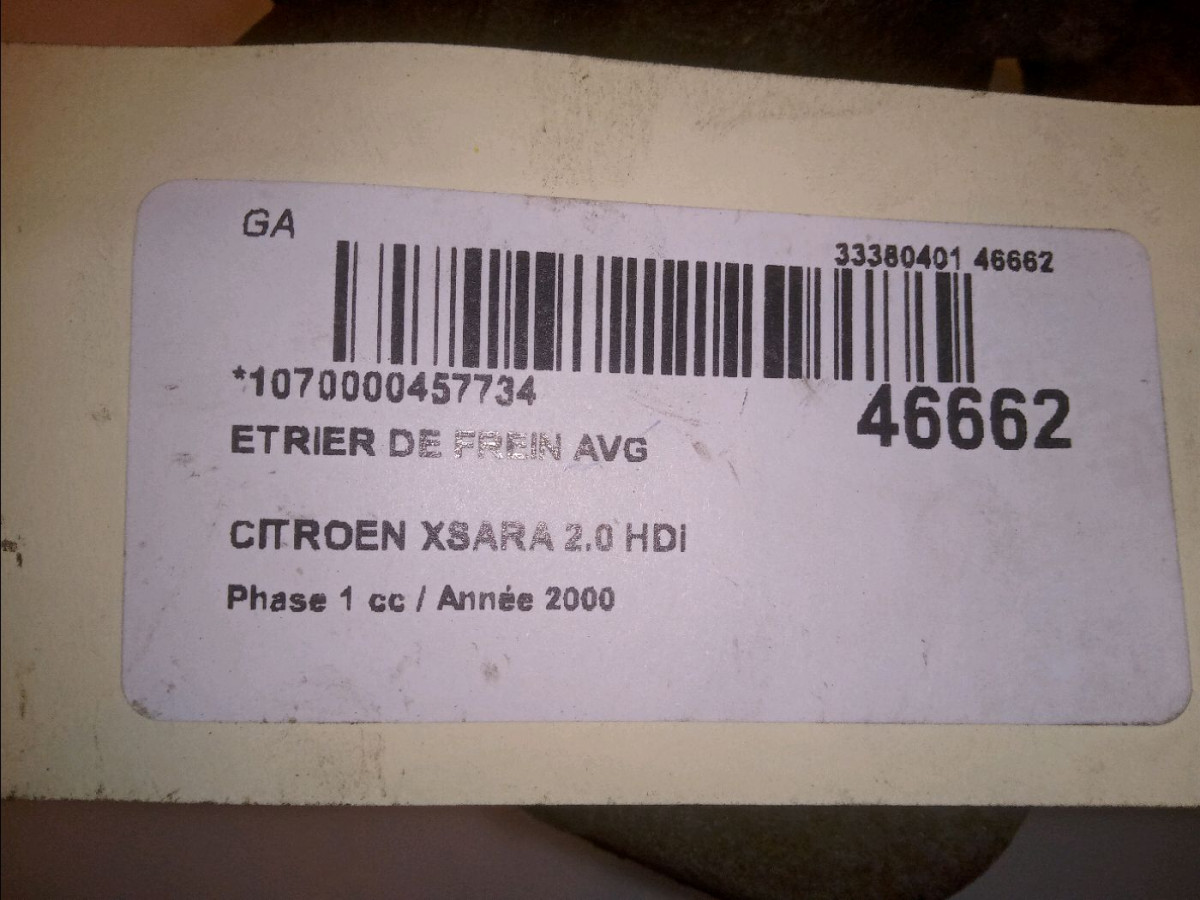 GA
33380401 46662
*1070000457734
46662
ETRIER DE FREIN AVG
CITROEN XSARA 2.0 HDi
Phase 1 cc / Année 2000